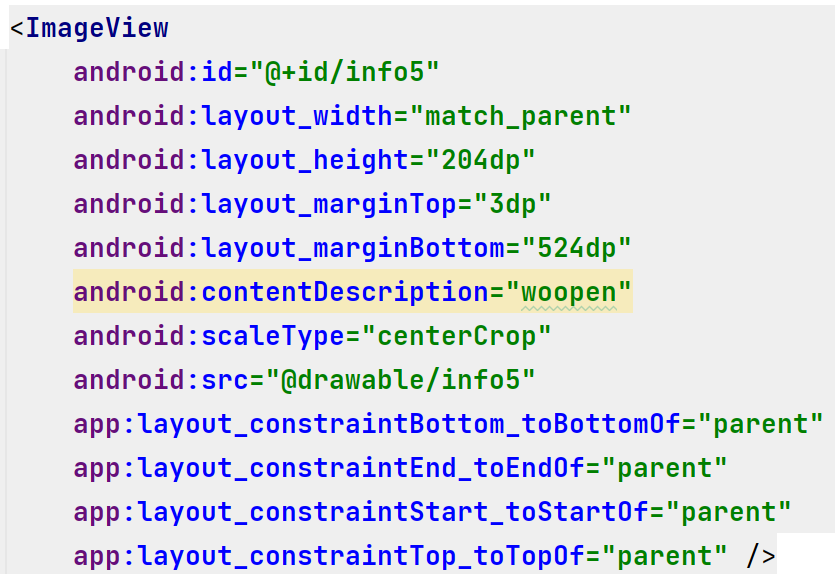 <ImageView
android:id="@+id/info5"
android:layout_width="match_parent"
android:layout_height="204dp"
android:layout_marginTop="3dp"
android:layout_marginBottom="524dp"
android:contentDescription="woopen"
android:scaleType="centerCrop"
android:src="@drawable/info5"
app:layout_constraintBottom_toBottomOf="parent"
app:layout_constraintEnd_toEndOf="parent"
app:layout_constraintStart_toStartOf="parent"
app:layout_constraintTop_toTopOf="parent" />